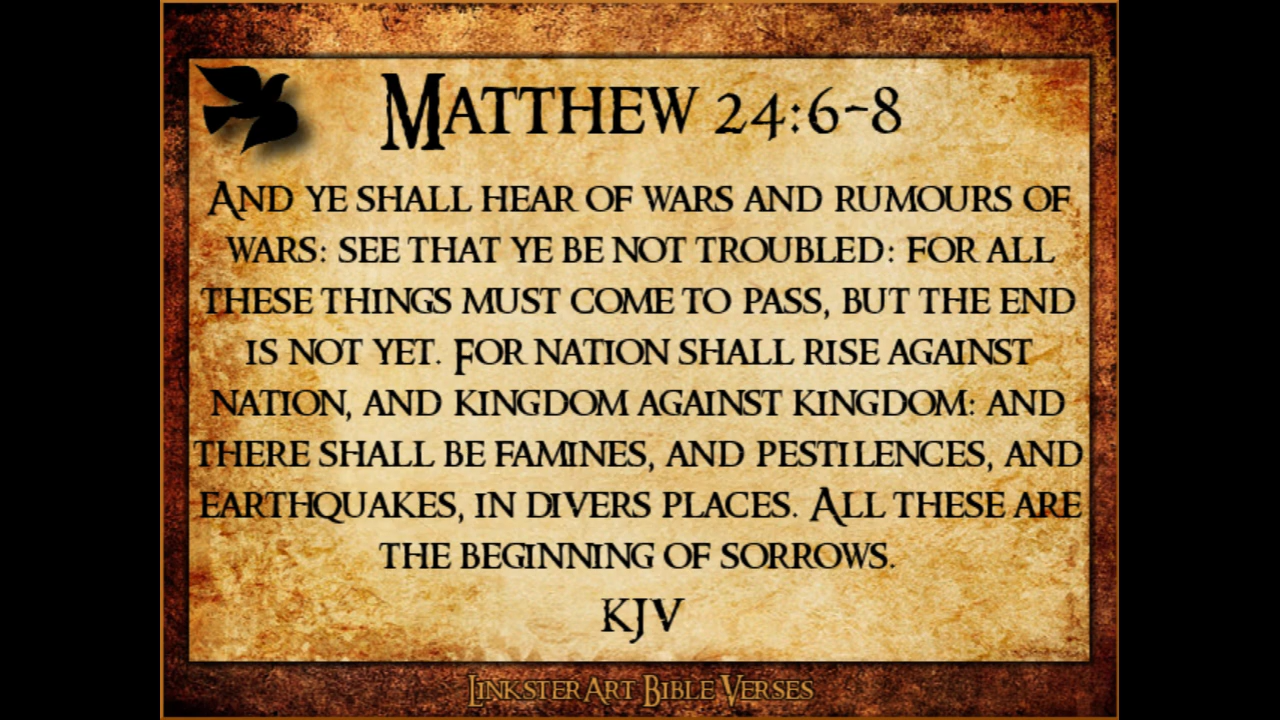 Matthew 24:6-8
And ye shall hear of wars and rumours of
wars: see that ye be not troubled: for all
these things must come to pass, but the end
is not yet. For nation shall rise against
nation, and kingdom against kingdom: and
there shall be famines, and pestilences, and
earthquakes, in divers places. All these are
the beginning of sorrows.
KJV
LinksterArt Bible Verses